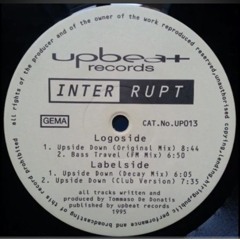 upbeat
records
INTER RUPT
GEMA
CAT.No.UP013
Logoside
1. Upside Down (Original Mix) 8:44
2. Bass Travel (FM Mix) 6:50
Labelside
1. Upside Down (Decay Mix) 6:05
2. Upside Down (Club Version) 7:35
all tracks written and
produced by Tommaso De Donatis
published by upbeat records
1995
all rights of the producer and of the owner of the work reproduced reserved.unauthorised